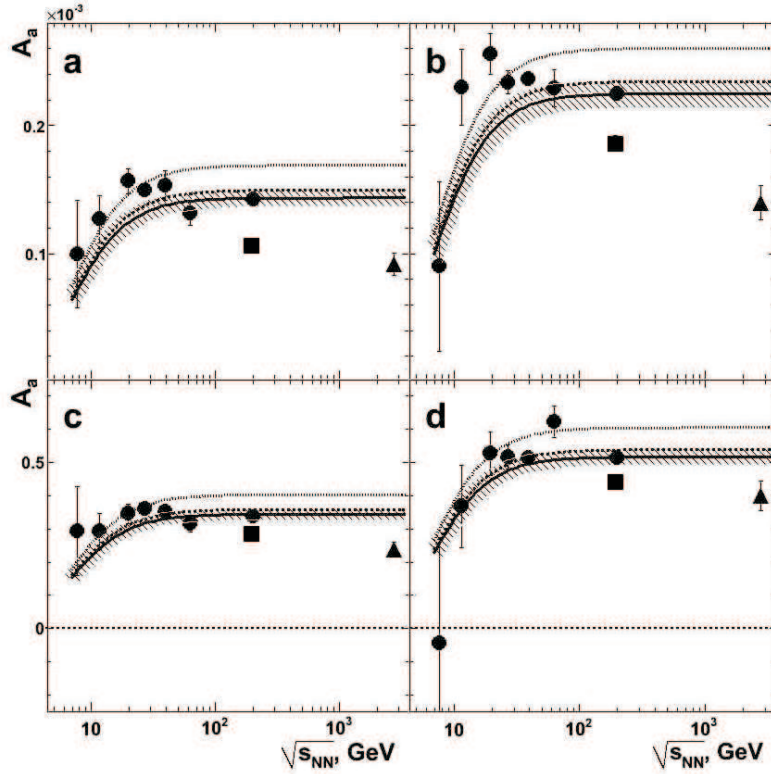 ×10⁻³
A_a
a
b
0.2
0.1
A_a
c
d
0.5
0
10 10² 10³ 10 10² 10³
√s_NN, GeV √s_NN, GeV